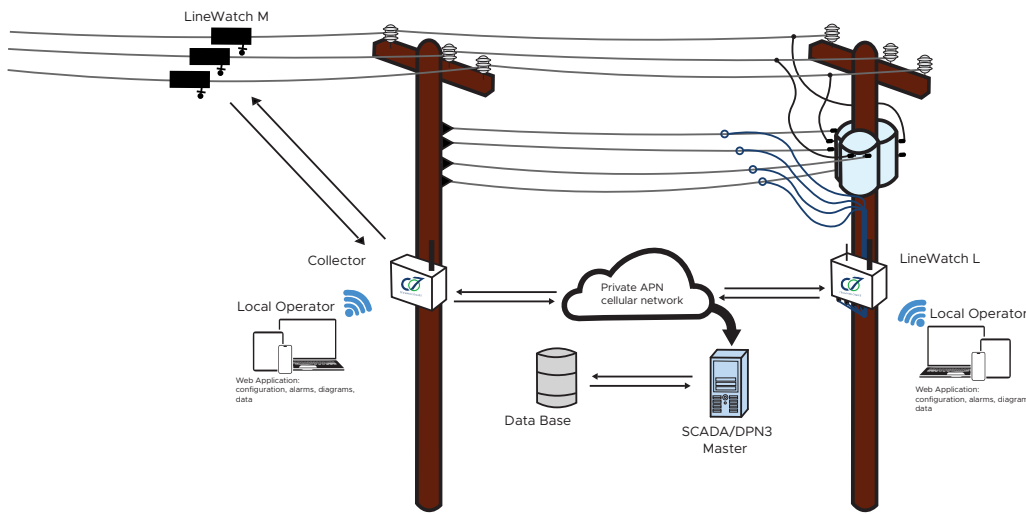 LineWatch M
Collector
LineWatch L
Private APN
cellular network
Local Operator
Local Operator
Web Application:
configuration, alarms, diagrams,
data
Web Application:
configuration, alarms, diagram
data
Data Base
SCADA/DPN3
Master